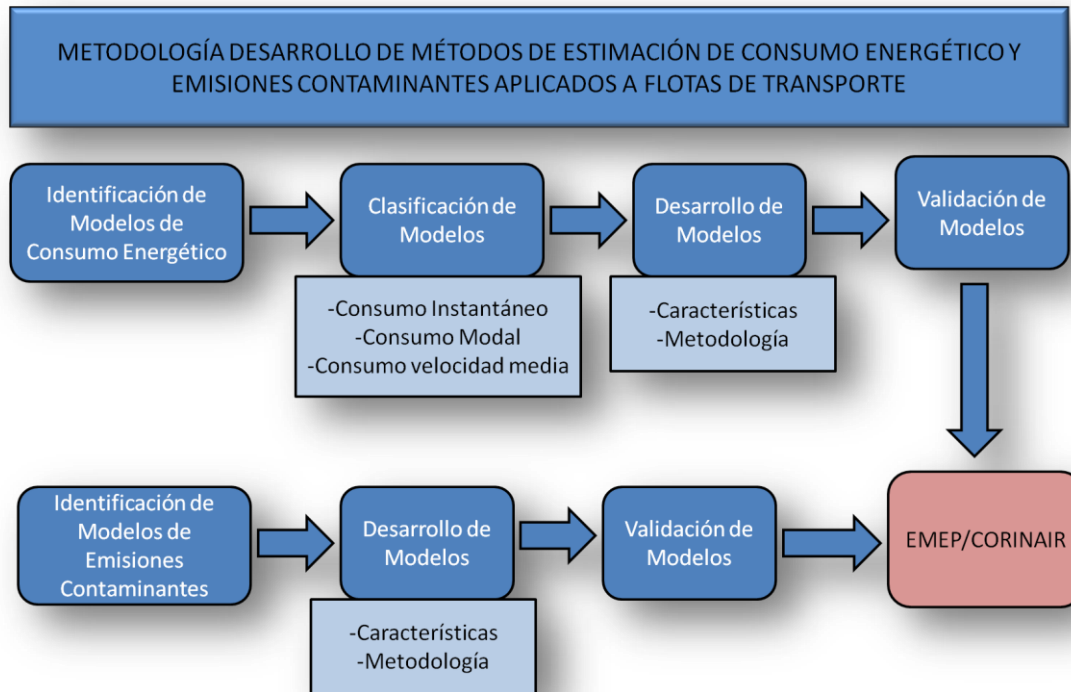 METODOLOGÍA DESARROLLO DE MÉTODOS DE ESTIMACIÓN DE CONSUMO ENERGÉTICO Y
EMISIONES CONTAMINANTES APLICADOS A FLOTAS DE TRANSPORTE
Identificación de
Modelos de
Consumo Energético
Clasificación de
Modelos
-Consumo Instantáneo
-Consumo Modal
-Consumo velocidad media
Desarrollo de
Modelos
-Características
-Metodología
Validación de
Modelos
Identificación de
Modelos de
Emisiones
Contaminantes
Desarrollo de
Modelos
-Características
-Metodología
Validación de
Modelos
EMEP/CORINAIR